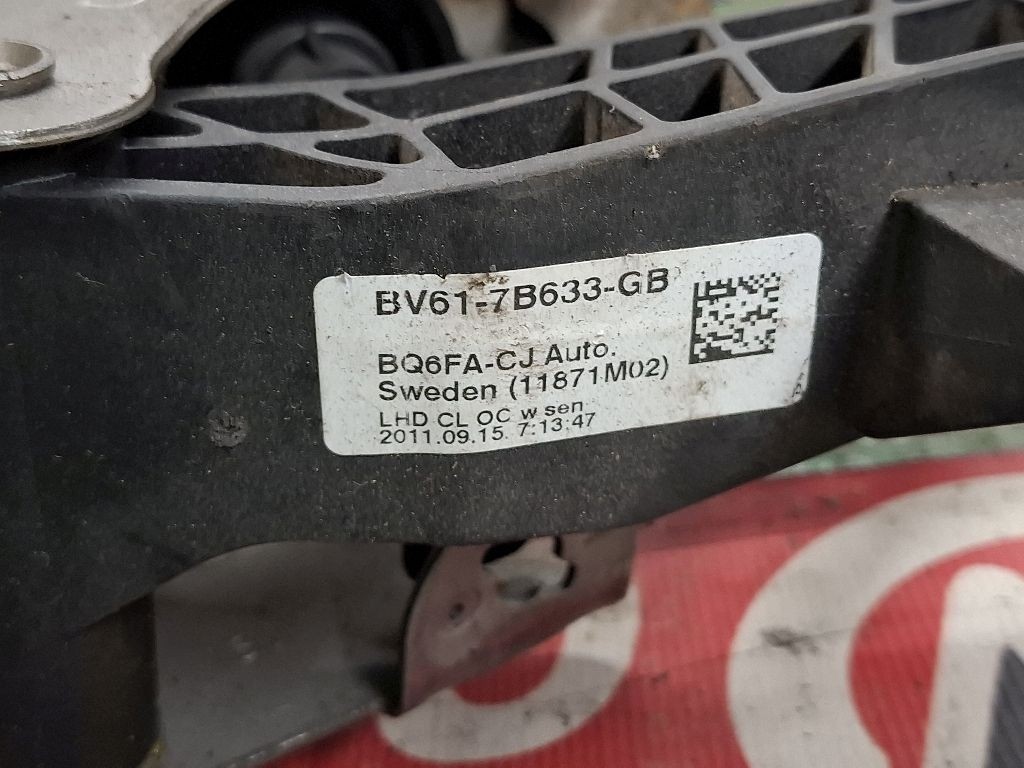 BV61-7B633-GB
BQ6FA-CJ Auto.
Sweden (11871M02)
LHD CL OC w sen
2011.09.15. 7:13:47
A